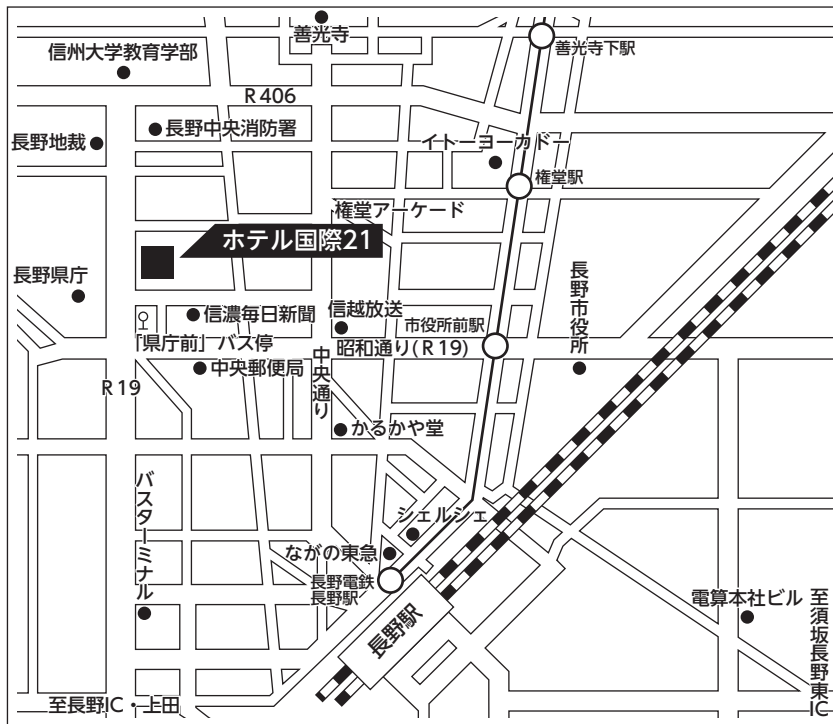 善光寺
善光寺下駅
信州大学教育学部
R 406
長野地裁
長野中央消防署
イトーヨーカドー
権堂駅
権堂アーケード
ホテル国際21
長野県庁
信濃毎日新聞
信越放送
市役所前駅
長野市役所
「県庁前」バス停
昭和通り(R 19)
中央郵便局
中央通り
R 19
かるかや堂
バスターミナル
シェルシェ
ながの東急
長野電鉄
長野駅
長野駅
電算本社ビル
至須坂長野東IC
至長野IC・上田